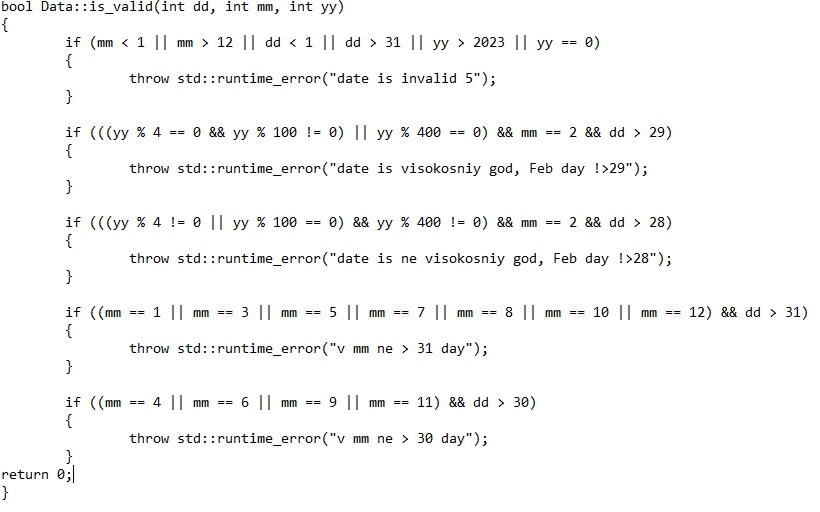 bool Data::is_valid(int dd, int mm, int yy)
{
        if (mm < 1 || mm > 12 || dd < 1 || dd > 31 || yy > 2023 || yy == 0)
        {
                throw std::runtime_error("date is invalid 5");
        }

        if (((yy % 4 == 0 && yy % 100 != 0) || yy % 400 == 0) && mm == 2 && dd > 29)
        {
                throw std::runtime_error("date is visokosniy god, Feb day !>29");
        }

        if (((yy % 4 != 0 || yy % 100 == 0) && yy % 400 != 0) && mm == 2 && dd > 28)
        {
                throw std::runtime_error("date is ne visokosniy god, Feb day !>28");
        }

        if ((mm == 1 || mm == 3 || mm == 5 || mm == 7 || mm == 8 || mm == 10 || mm == 12) && dd > 31)
        {
                throw std::runtime_error("v mm ne > 31 day");
        }

        if ((mm == 4 || mm == 6 || mm == 9 || mm == 11) && dd > 30)
        {
                throw std::runtime_error("v mm ne > 30 day");
        }
return 0;
}